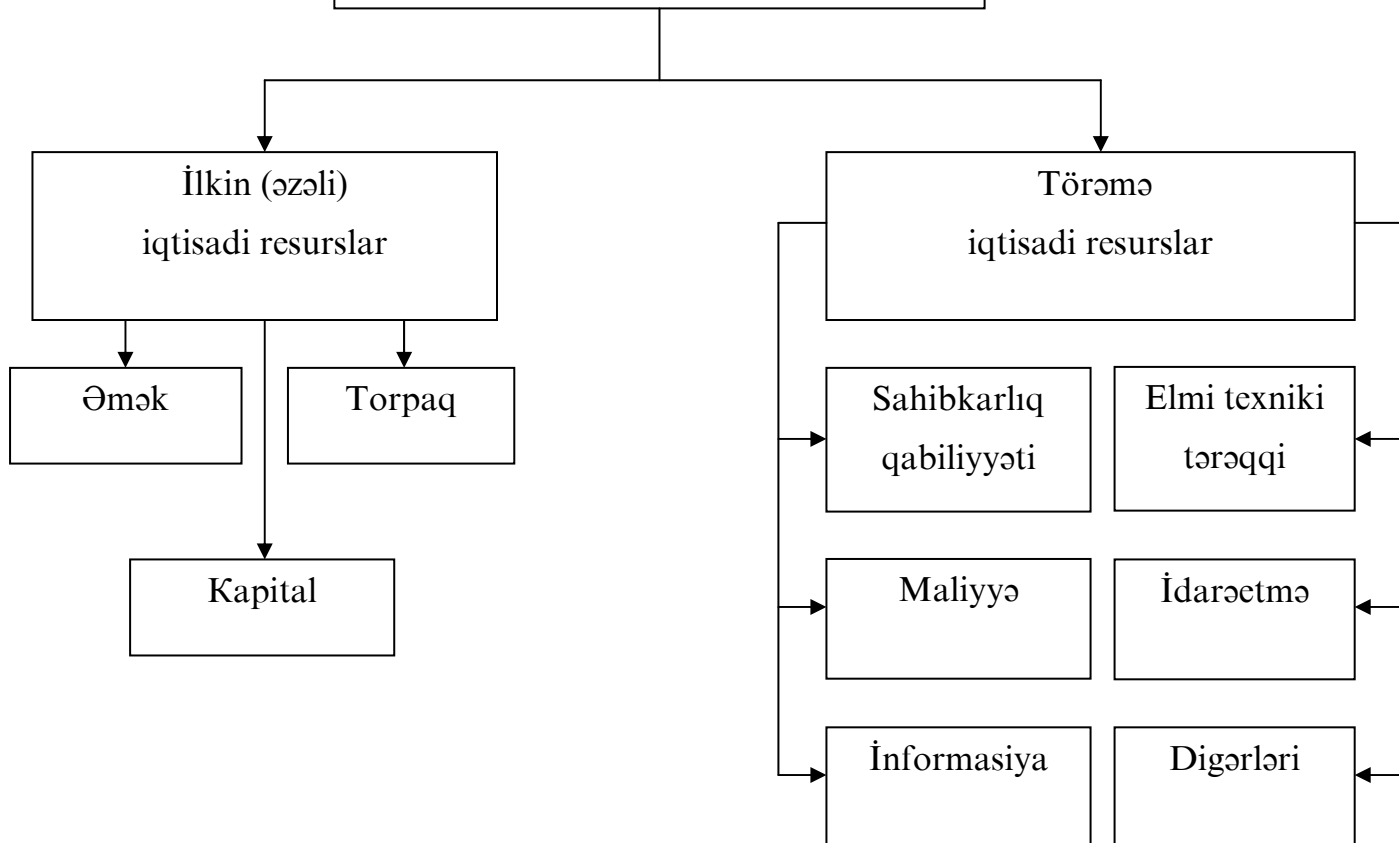 İlkin (əzəli)
iqtisadi resurslar
Törəmə
iqtisadi resurslar
Əmək
Torpaq
Kapital
Sahibkarlıq
qabiliyyəti
Elmi texniki
tərəqqi
Maliyyə
İdarəetmə
İnformasiya
Digərləri